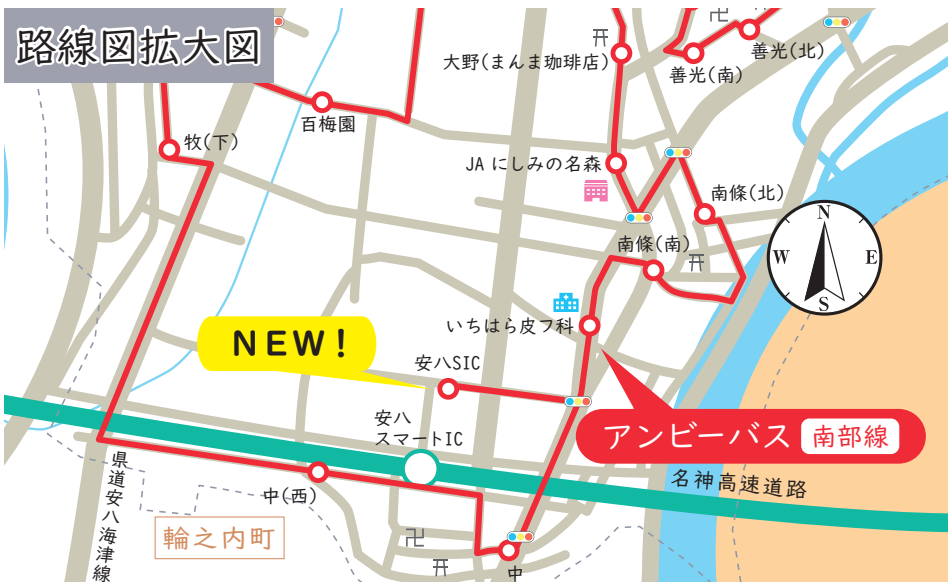 路線図拡大図
大野(まんま珈琲店)
善光(南)
善光(北)
百梅園
牧(下)
JA にしみの名森
南條(北)
南條(南)
N
W
E
S
いちはら皮フ科
NEW!
安八SIC
安八
スマートIC
アンビーバス 南部線
名神高速道路
中(西)
県道安八海津線
輪之内町
中